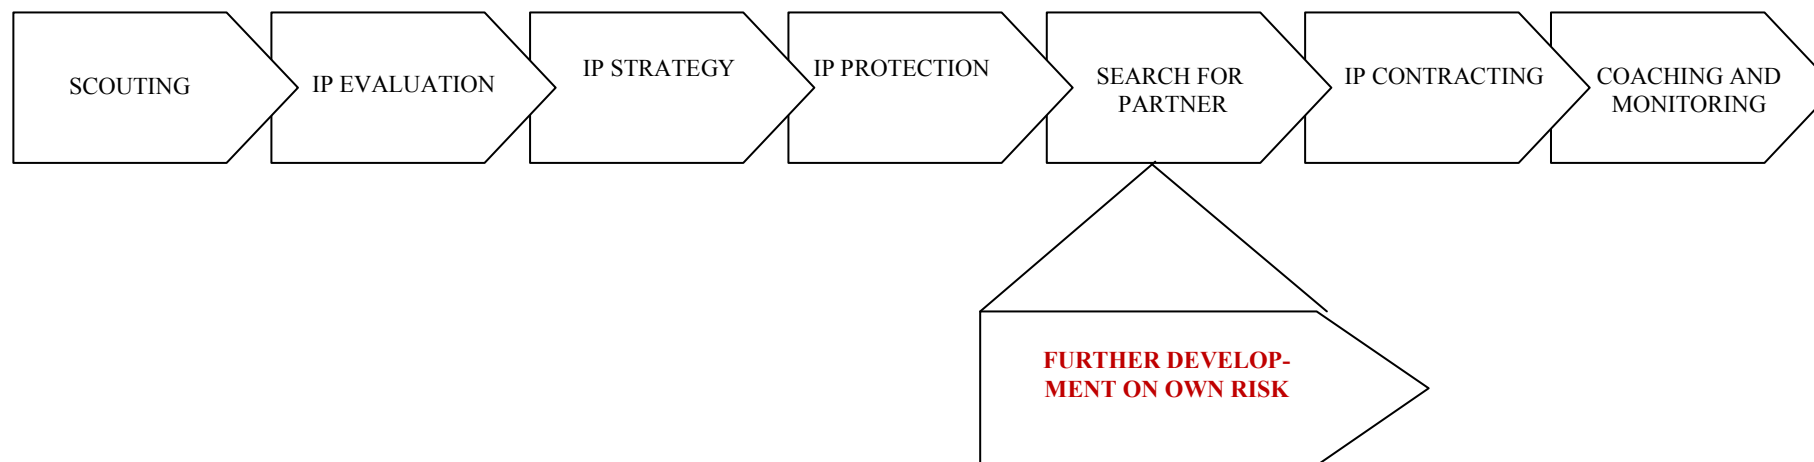 SCOUTING
IP EVALUATION
IP STRATEGY
IP PROTECTION
SEARCH FOR
PARTNER
IP CONTRACTING
COACHING AND
MONITORING
FURTHER DEVELOP-
MENT ON OWN RISK